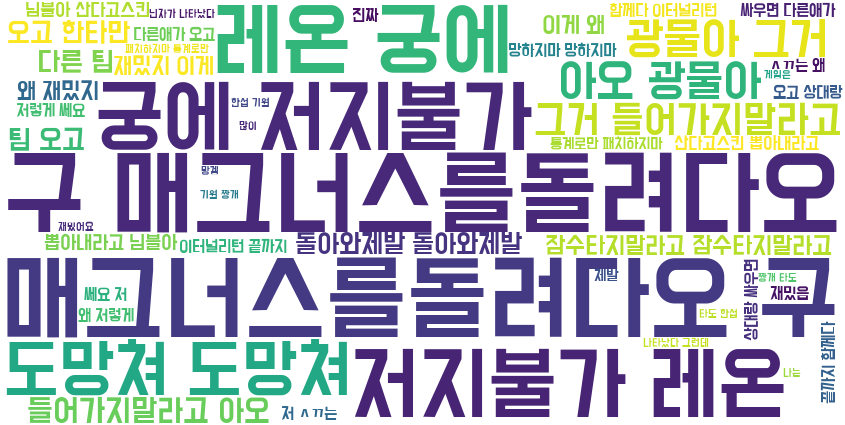 님블아 산다고스킨
님자가 나타났다
진짜
레온 궁에
이게 왜
함께다 이터널리턴
싸우면 다른애가
오고 한타만
다른애가 오고
패치하지마 통계로만
망하지마 망하지마
광물아 그거
다른 팀
재밌지 이게
ㅅㄲ는 왜
왜 재밌지
아오 광물아
게임은
오고 상대랑
저렇게 쎄요
궁에 저지불가
한섭 기원
많이
그거 들어가지말라고
팀 오고
통계로만 패치하지마
산다고스킨 뽑아내라고
구 매그너스를돌려다오
망겜
기원 짱개
재밌어요
뽑아내라고 님블아
이터널리턴 끝까지
돌아와제발 돌아와제발
잠수타지말라고 잠수타지말라고
매그너스를돌려다오 구
제발
상대랑 싸우면
짱개 타도
쎄요 저
재밌음
왜 저렇게
타도 한섭
끝까지 함께다
도망쳐 도망쳐
나타났다 그런데
저지불가 레온
나는
들어가지말라고 아오
저 ㅅㄲ는